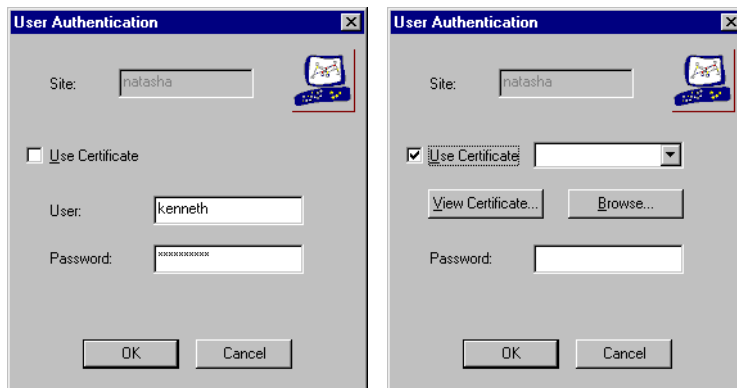 User Authentication
Site: natasha
Use Certificate
User: kenneth
Password: **********
OK Cancel
User Authentication
Site: natasha
Use Certificate
View Certificate... Browse...
Password:
OK Cancel